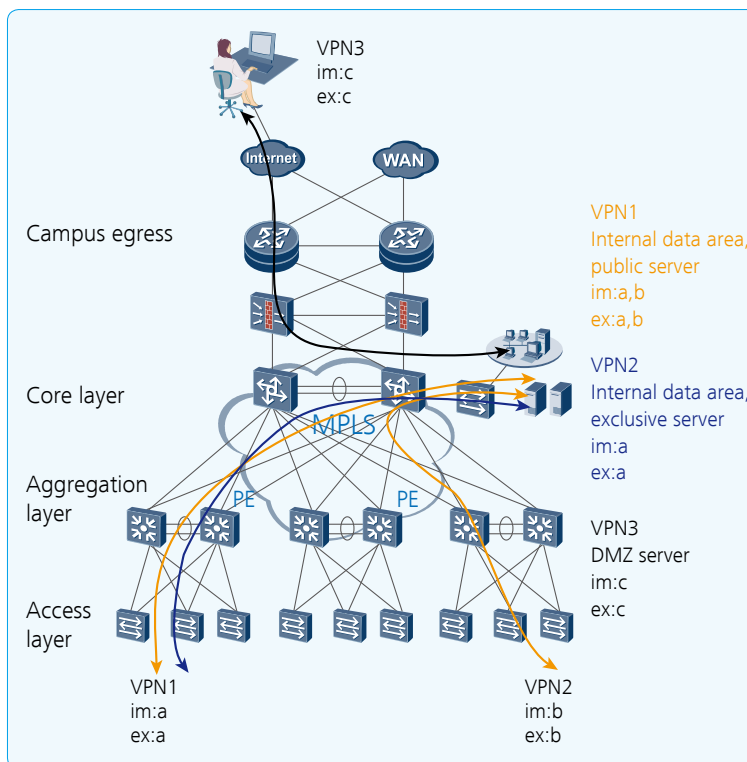 VPN3
im:c
ex:c
Internet
WAN
Campus egress
VPN1
Internal data area,
public server
im:a,b
ex:a,b
VPN2
Internal data area,
exclusive server
im:a
ex:a
Core layer
MPLS
Aggregation
layer
PE
PE
VPN3
DMZ server
im:c
ex:c
Access
layer
VPN1
im:a
ex:a
VPN2
im:b
ex:b